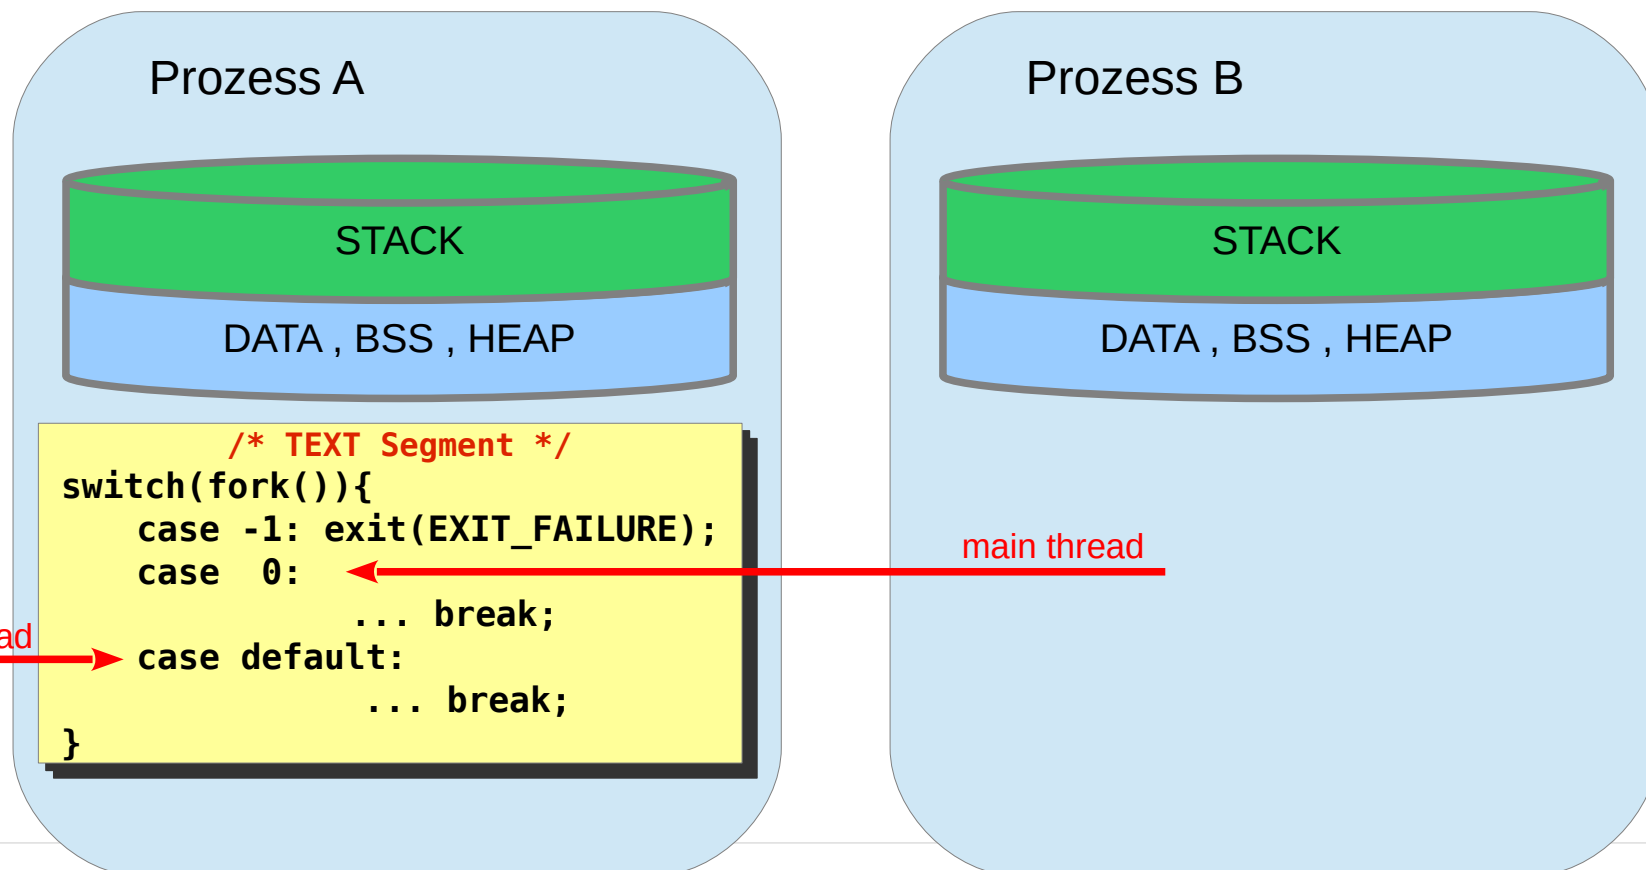 Prozess A
STACK
DATA , BSS , HEAP
/* TEXT Segment */
switch(fork()){
case -1: exit(EXIT_FAILURE);
case 0:
... break;
case default:
... break;
}
Prozess B
STACK
DATA , BSS , HEAP
main thread